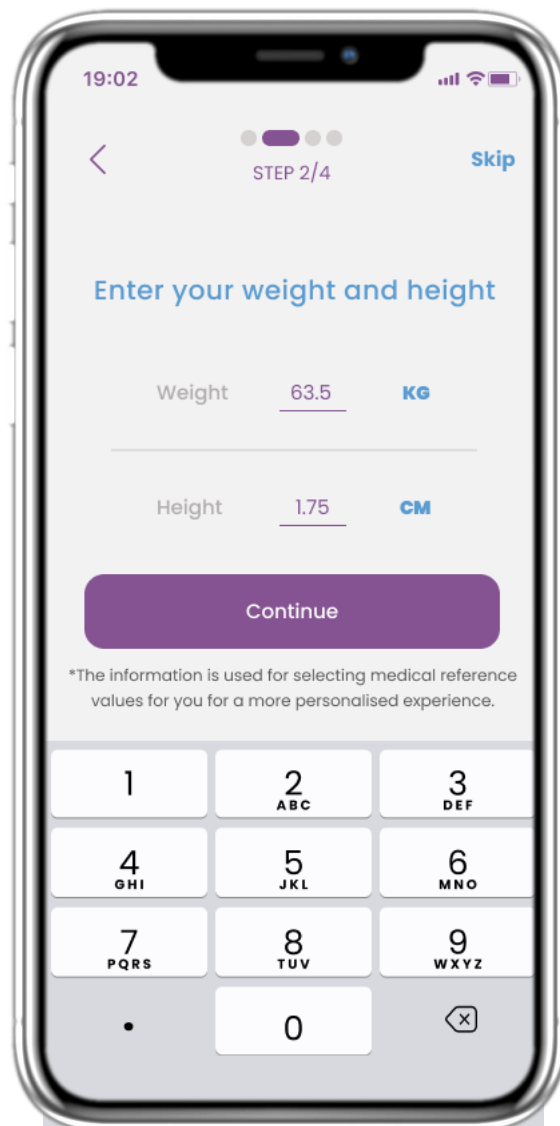 19:02
STEP 2/4
Skip
Enter your weight and height
Weight 63.5 KG
Height 1.75 CM
Continue
*The information is used for selecting medical reference
values for you for a more personalised experience.
1 2 3
ABC DEF
4 5 6
GHI JKL MNO
7 8 9
PQRS TUV WXYZ
. 0